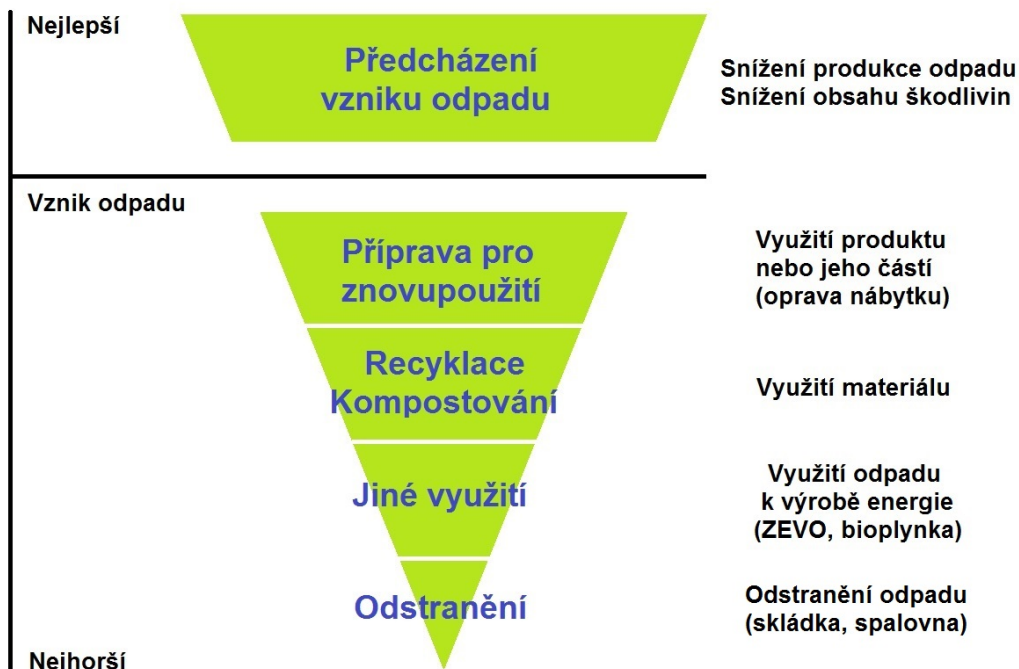 Nejlepší
Předcházení
vzniku odpadu
Snížení produkce odpadu
Snížení obsahu škodlivin
Vznik odpadu
Příprava pro
znovupoužití
Využití produktu
nebo jeho částí
(oprava nábytku)
Recyklace
Kompostování
Využití materiálu
Jiné využití
Využití odpadu
k výrobě energie
(ZEVO, bioplynka)
Odstranění
Odstranění odpadu
(skládka, spalovna)
Nejhorší